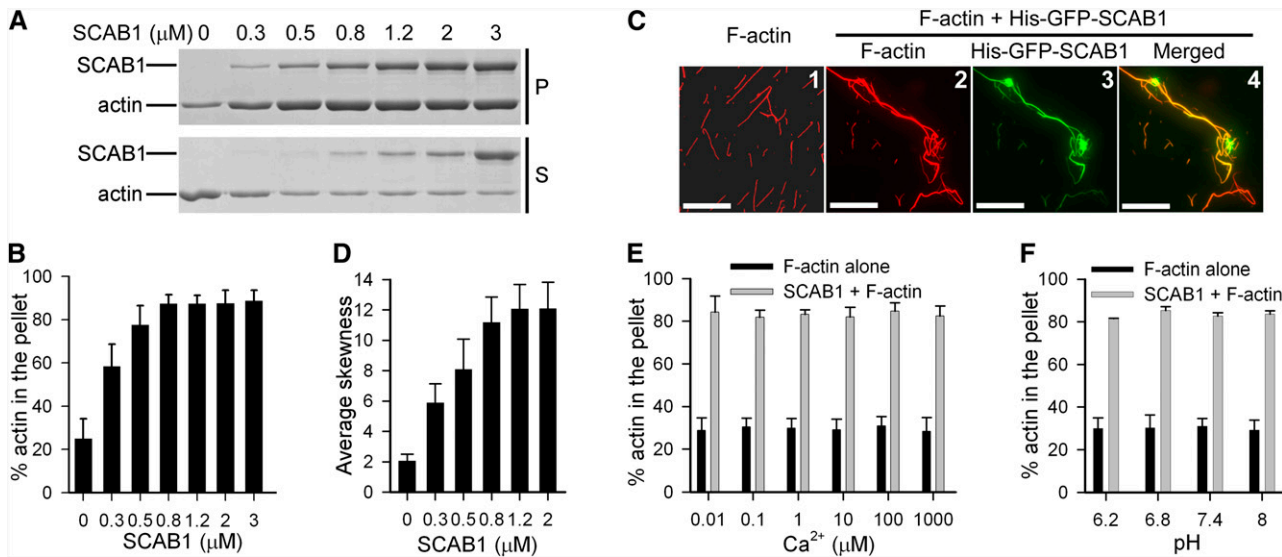 A
SCAB1 (µM) 0 0.3 0.5 0.8 1.2 2 3
SCAB1
actin
P
SCAB1
actin
S
C
F-actin
F-actin + His-GFP-SCAB1
F-actin His-GFP-SCAB1 Merged
1 2 3 4
B
% actin in the pellet
100
80
60
40
20
0
0 0.3 0.5 0.8 1.2 2 3
SCAB1 (µM)
D
Average skewness
14
12
10
8
6
4
2
0
0 0.3 0.5 0.8 1.2 2
SCAB1 (µM)
E
F-actin alone
SCAB1 + F-actin
% actin in the pellet
100
80
60
40
20
0
0.01 0.1 1 10 100 1000
Ca²⁺ (µM)
F
F-actin alone
SCAB1 + F-actin
% actin in the pellet
100
80
60
40
20
0
6.2 6.8 7.4 8
pH